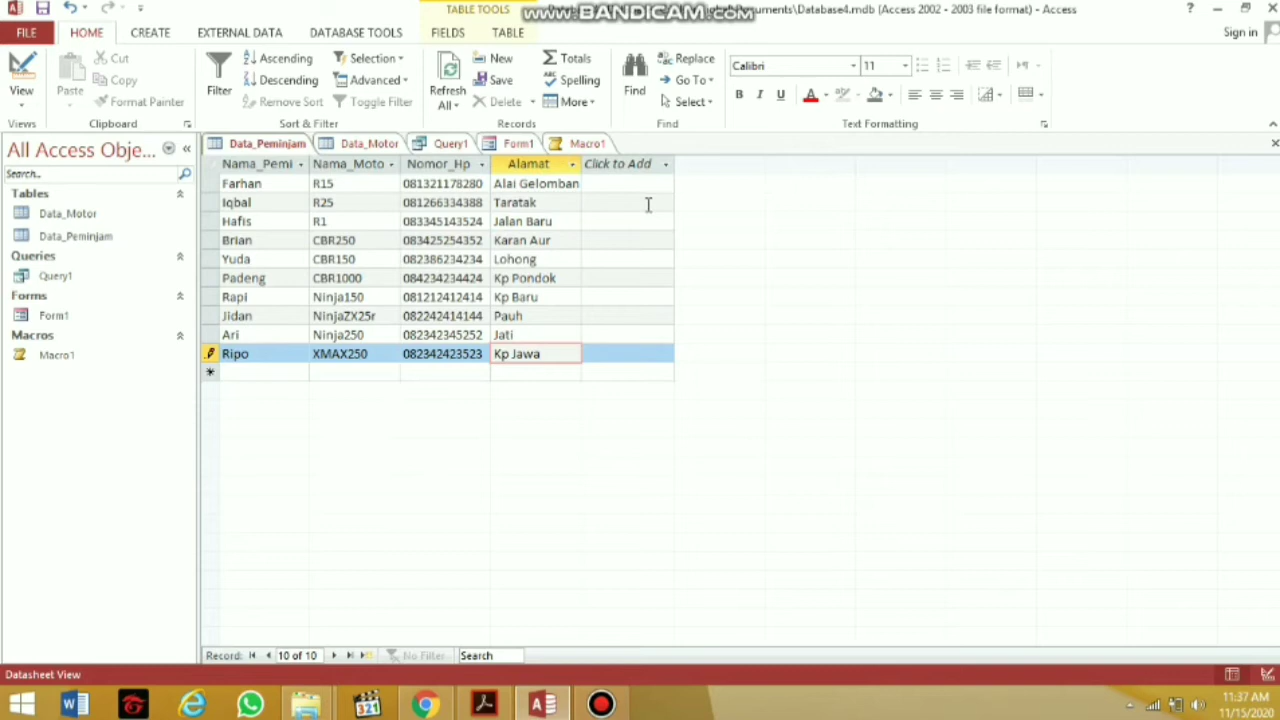 TABLE TOOLS
www.BANDICAM.com
ocuments\Database4.mdb (Access 2002 - 2003 file format) - Access
FILE HOME CREATE EXTERNAL DATA DATABASE TOOLS FIELDS TABLE Sign in
View
Paste
Cut
Copy
Format Painter
Filter
Ascending
Descending
Remove Sort
Selection
Advanced
Toggle Filter
Refresh
All
New
Save
Delete
Totals
Spelling
More
Find
Replace
Go To
Select
Calibri 11
B I U A
Views Clipboard Sort & Filter Records Find Text Formatting
All Access Obje...
Search...
Tables
Data_Motor
Data_Peminjam
Queries
Query1
Forms
Form1
Macros
Macro1
Data_Peminjam Data_Motor Query1 Form1 Macro1
Nama_Pemi Nama_Moto Nomor_Hp Alamat Click to Add
Farhan R15 081321178280 Alai Gelomban
Iqbal R25 081266334388 Taratak
Hafis R1 083345143524 Jalan Baru
Brian CBR250 083425254352 Karan Aur
Yuda CBR150 082386234234 Lohong
Padeng CBR1000 084234234424 Kp Pondok
Rapi Ninja150 081212412414 Kp Baru
Jidan NinjaZX25r 082242414144 Pauh
Ari Ninja250 082342345252 Jati
Ripo XMAX250 082342423523 Kp Jawa
Record: 10 of 10 No Filter Search
Datasheet View
11:37 AM
11/15/2020